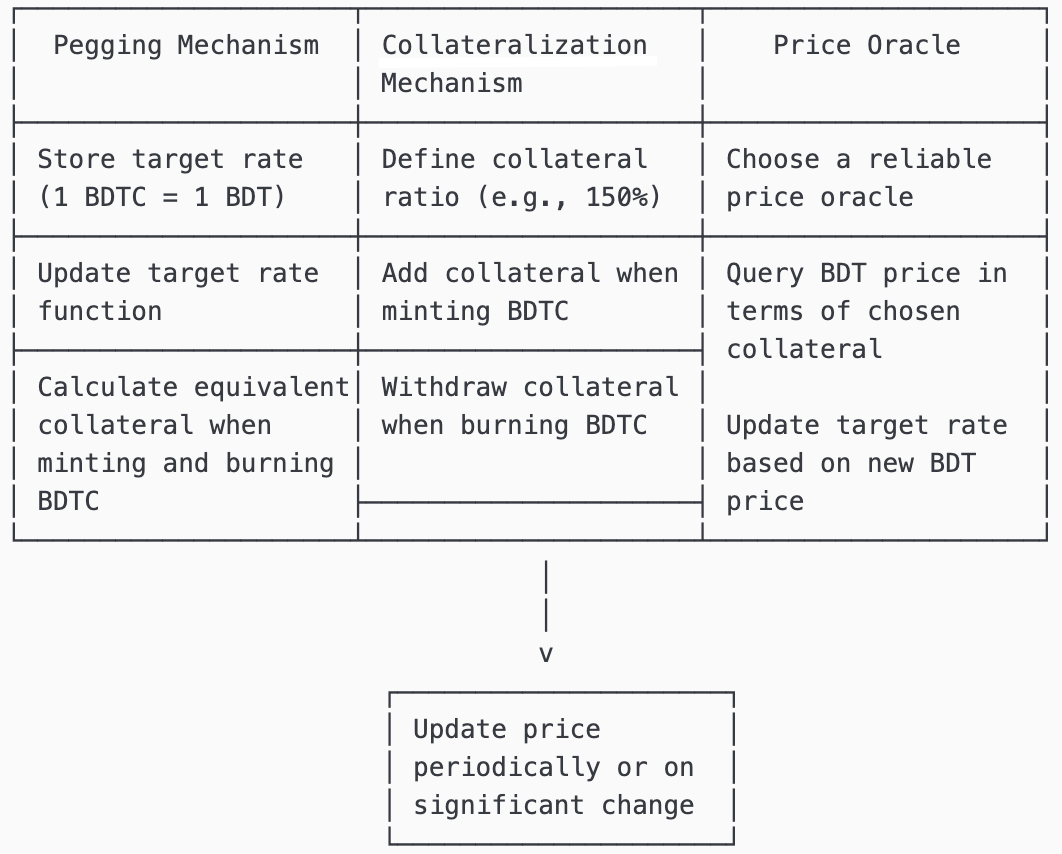 Pegging Mechanism
Collateralization
Mechanism
Price Oracle
Store target rate
(1 BDTC = 1 BDT)
Define collateral
ratio (e.g., 150%)
Choose a reliable
price oracle
Update target rate
function
Add collateral when
minting BDTC
Query BDT price in
terms of chosen
collateral
Calculate equivalent
collateral when
minting and burning
BDTC
Withdraw collateral
when burning BDTC
Update target rate
based on new BDT
price
v
Update price
periodically or on
significant change